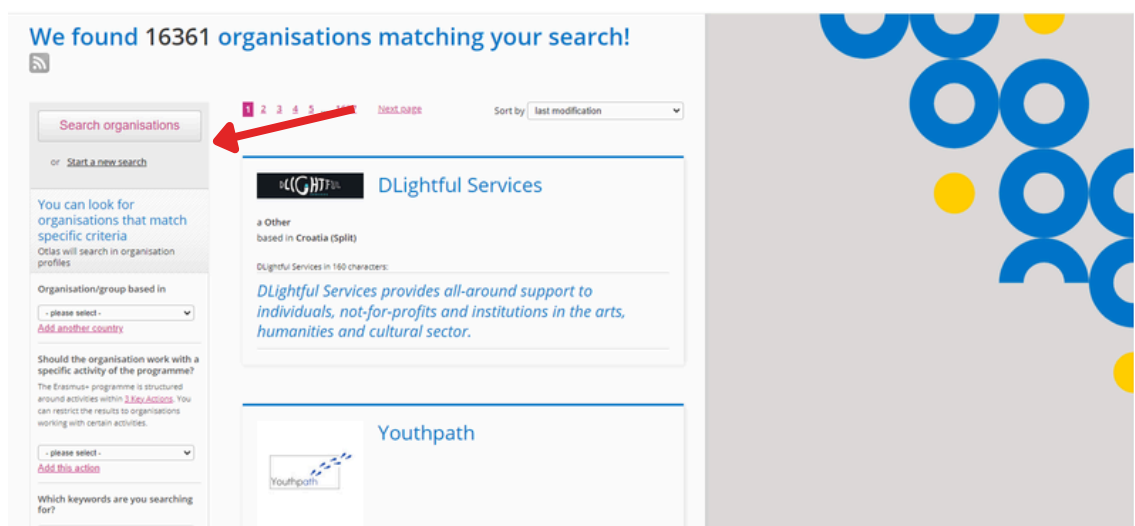 We found 16361 organisations matching your search!
Search organisations
or Start a new search
You can look for
organisations that match
specific criteria
Otlas will search in organisation
profiles
Organisation/group based in
- please select -
Add another country
Should the organisation work with a
specific activity of the programme?
The Erasmus+ programme is structured
around activities within 3 Key Actions. You
can restrict the results to organisations
working with certain activities.
- please select -
Add this action
Which keywords are you searching
for?
1 2 3 4 5 ... Next page
Sort by last modification
DLIGHTFUL
DLightful Services
a Other
based in Croatia (Split)
DLightful Services in 160 characters:
DLightful Services provides all-around support to
individuals, not-for-profits and institutions in the arts,
humanities and cultural sector.
Youthpath
Youthpath